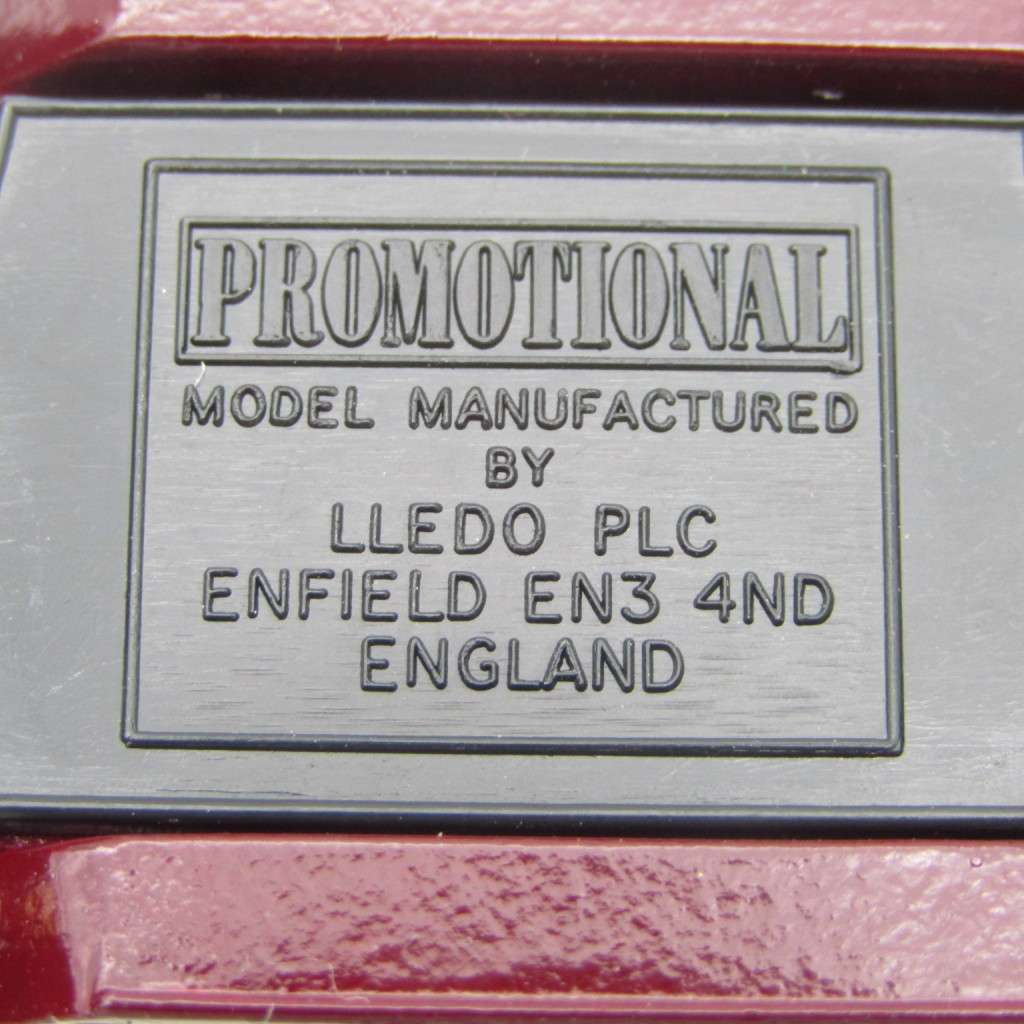 PROMOTIONAL
MODEL MANUFACTURED
BY
LLEDO PLC
ENFIELD EN3 4ND
ENGLAND